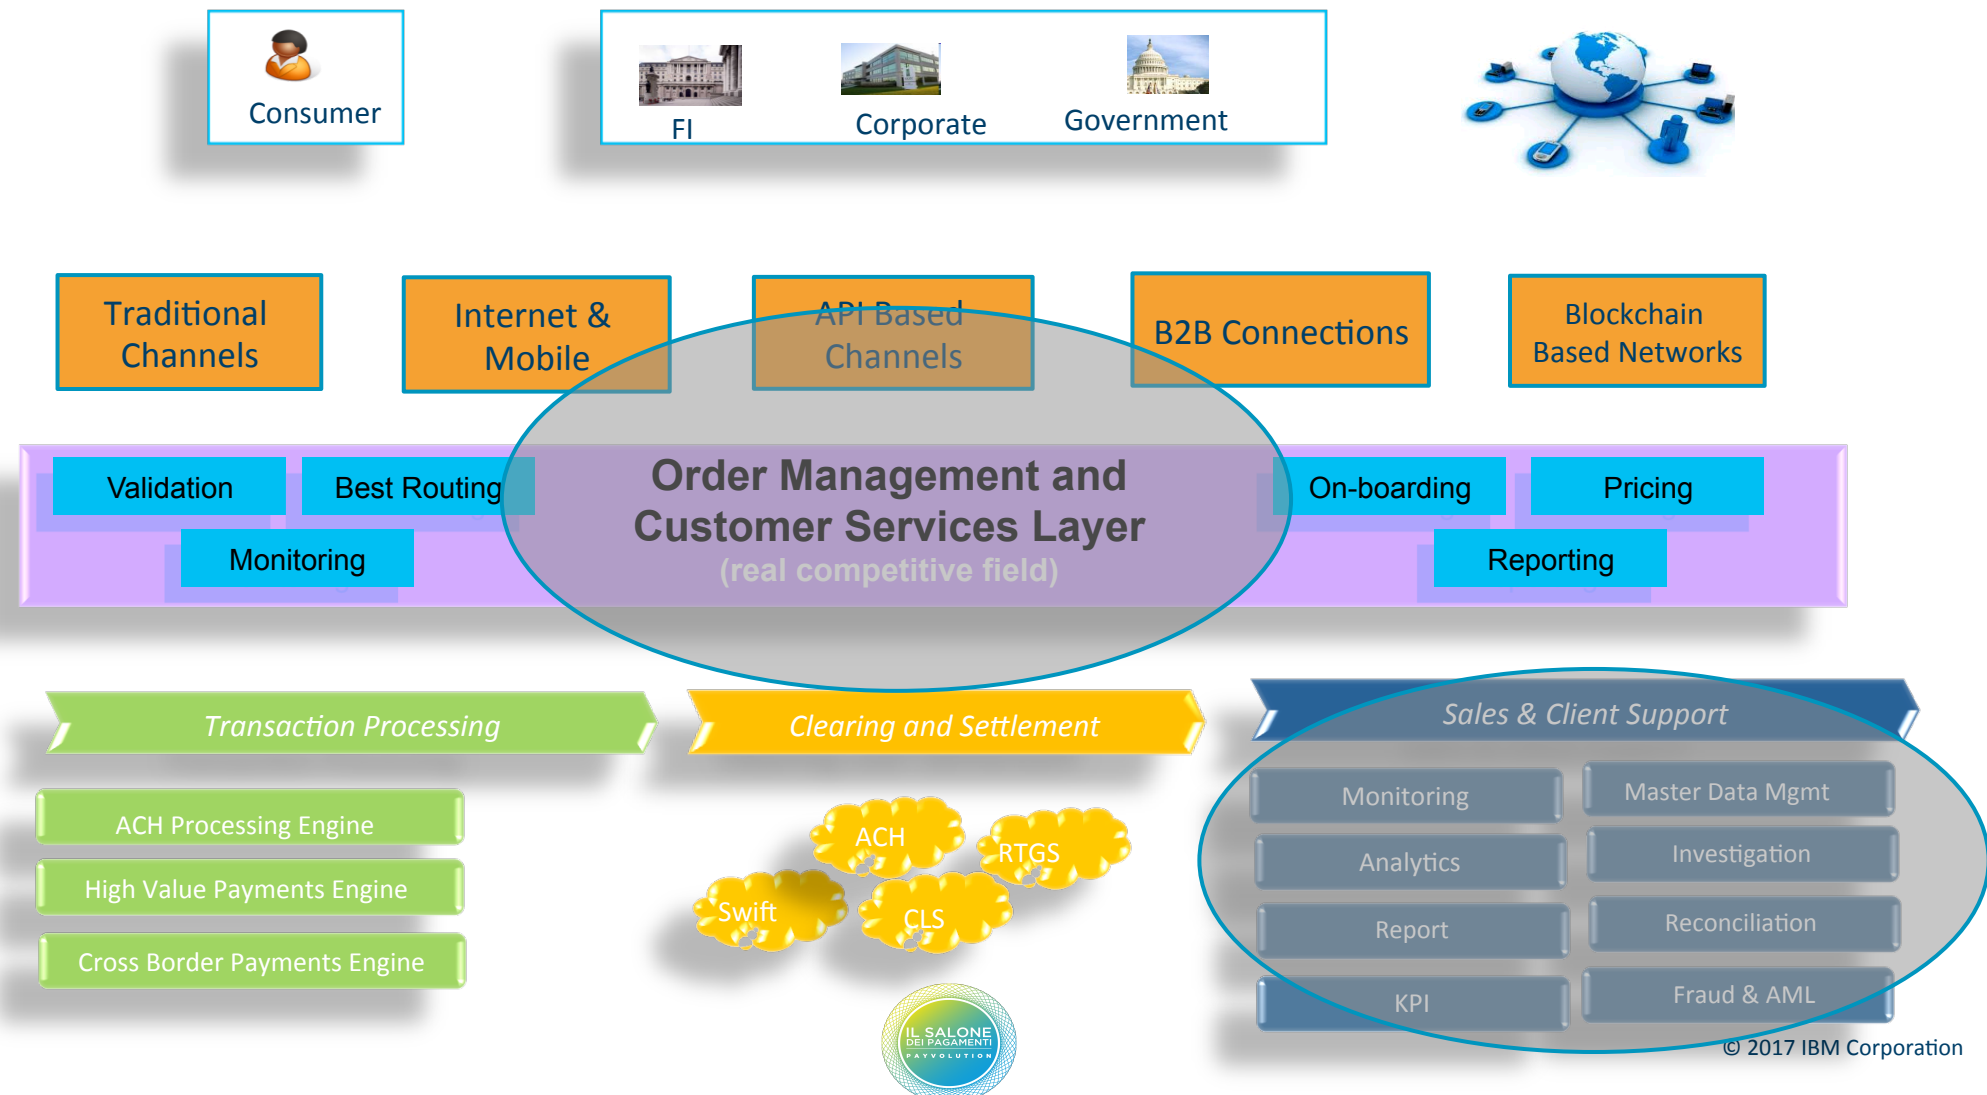 Consumer
FI
Corporate
Government
Traditional
Channels
Internet &
Mobile
API Based
Channels
B2B Connections
Blockchain
Based Networks
Validation
Best Routing
Monitoring
Order Management and
Customer Services Layer
(real competitive field)
On-boarding
Pricing
Reporting
Transaction Processing
Clearing and Settlement
Sales & Client Support
ACH Processing Engine
High Value Payments Engine
Cross Border Payments Engine
ACH
RTGS
Swift
CLS
Monitoring
Master Data Mgmt
Analytics
Investigation
Report
Reconciliation
KPI
Fraud & AML
IL SALONE
DEI PAGAMENTI
PAYVOLUTION
© 2017 IBM Corporation